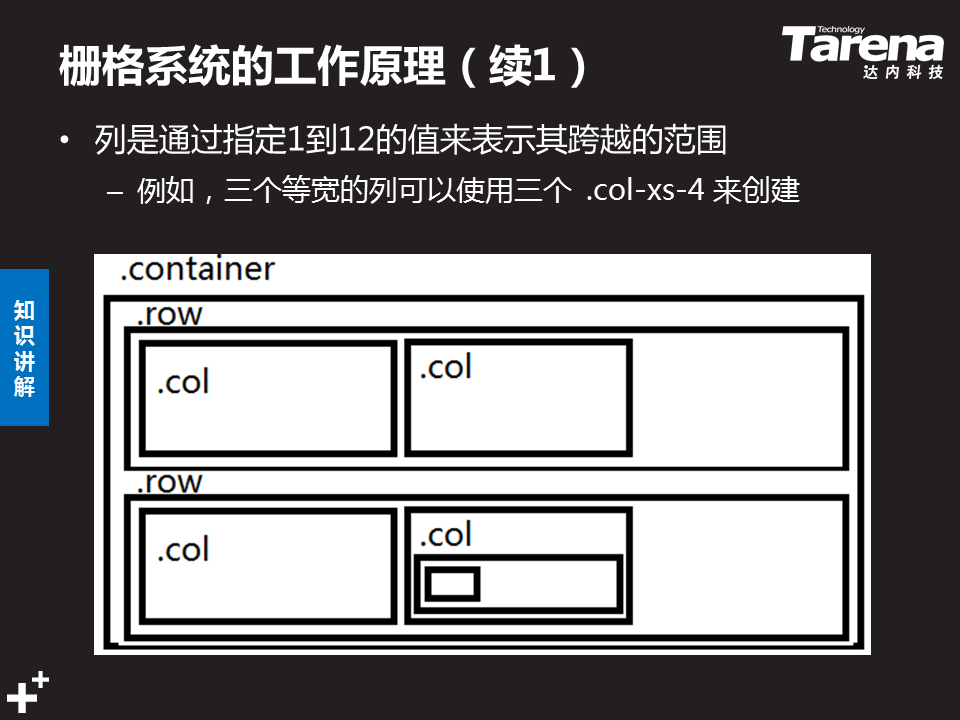 栅格系统的工作原理（续1）
Technology
Tarena
达内科技
• 列是通过指定1到12的值来表示其跨越的范围
– 例如，三个等宽的列可以使用三个 .col-xs-4 来创建
知识讲解
.container
.row
.col
.col
.row
.col
.col